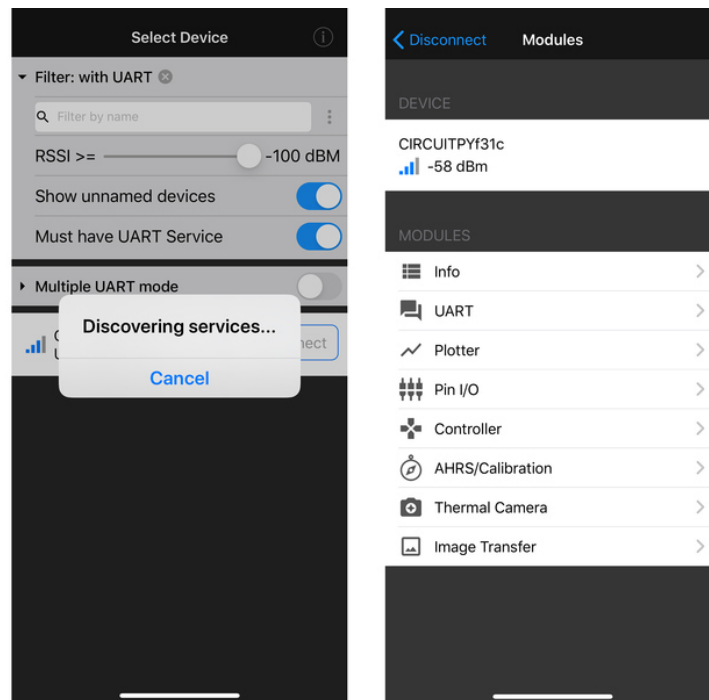 Select Device
Filter: with UART
Filter by name
RSSI >= -100 dBM
Show unnamed devices
Must have UART Service
Multiple UART mode
Discovering services...
Cancel
Disconnect Modules
DEVICE
CIRCUITPYf31c
-58 dBm
MODULES
Info
UART
Plotter
Pin I/O
Controller
AHRS/Calibration
Thermal Camera
Image Transfer